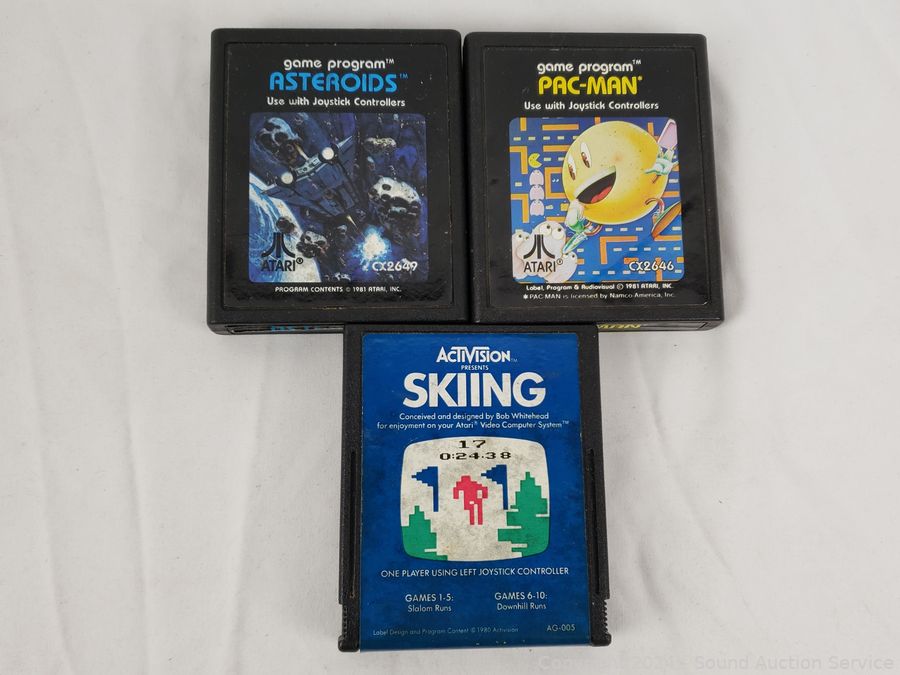 game program™
ASTEROIDS™
Use with Joystick Controllers
ATARI®
CX2649
PROGRAM CONTENTS © 1981 ATARI, INC.
game program™
PAC-MAN®
Use with Joystick Controllers
ATARI®
CX2646
Label, Program & Audiovisual © 1981 ATARI, INC.
✱ PAC-MAN is licensed by Namco-America, Inc.
ACTIVISION™
PRESENTS
SKIING
Conceived and designed by Bob Whitehead
for enjoyment on your Atari® Video Computer System™
17
0:24.38
ONE PLAYER USING LEFT JOYSTICK CONTROLLER
GAMES 1-5:
Slalom Runs
GAMES 6-10:
Downhill Runs
Label Design and Program Content © 1980 Activision
AG-005
Copyright 2024 - Sound Auction Service